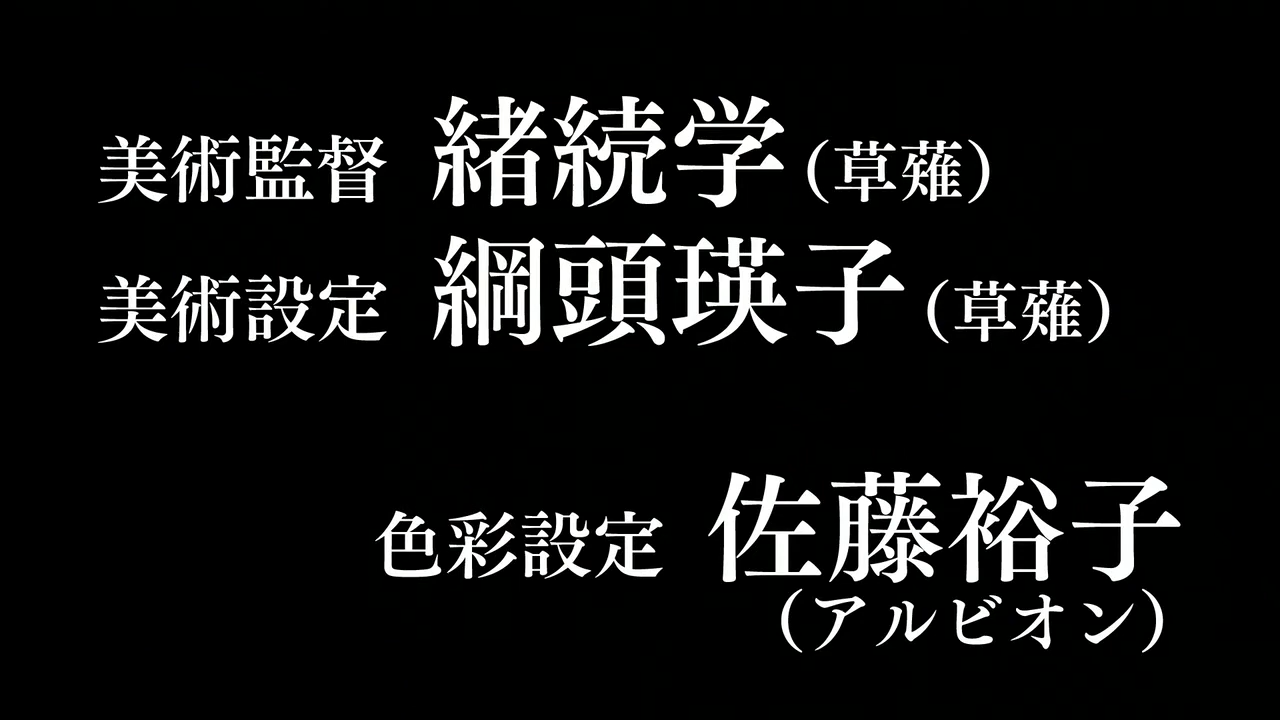 美術監督 緒続学（草薙）
美術設定 綱頭瑛子（草薙）
色彩設定 佐藤裕子
（アルビオン）